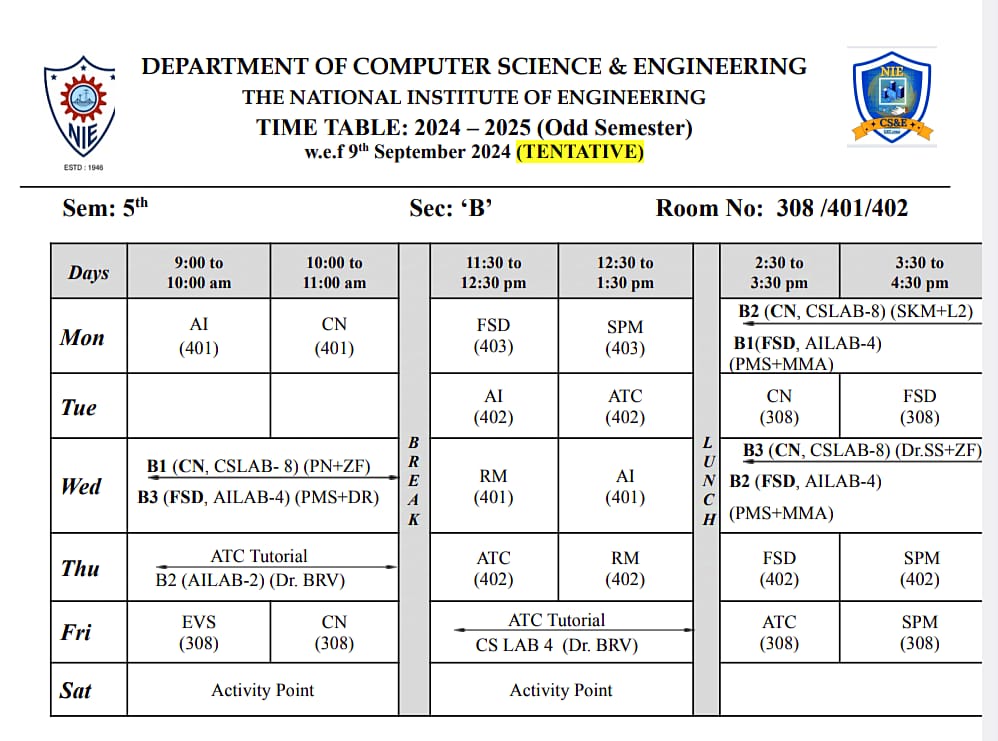 DEPARTMENT OF COMPUTER SCIENCE & ENGINEERING
THE NATIONAL INSTITUTE OF ENGINEERING
TIME TABLE: 2024 – 2025 (Odd Semester)
w.e.f 9th September 2024 (TENTATIVE)
NIE
ESTD : 1946
NIE
CS&E
Sem: 5th Sec: ‘B’ Room No: 308 /401/402
Days 9:00 to 10:00 am 10:00 to 11:00 am 11:30 to 12:30 pm 12:30 to 1:30 pm 2:30 to 3:30 pm 3:30 to 4:30 pm
BREAK
LUNCH
Mon
AI (401)
CN (401)
FSD (403)
SPM (403)
B2 (CN, CSLAB-8) (SKM+L2)
B1(FSD, AILAB-4)
(PMS+MMA)
Tue
AI (402)
ATC (402)
CN (308)
FSD (308)
Wed
B1 (CN, CSLAB- 8) (PN+ZF)
B3 (FSD, AILAB-4) (PMS+DR)
RM (401)
AI (401)
B3 (CN, CSLAB-8) (Dr.SS+ZF)
B2 (FSD, AILAB-4)
(PMS+MMA)
Thu
ATC Tutorial
B2 (AILAB-2) (Dr. BRV)
ATC (402)
RM (402)
FSD (402)
SPM (402)
Fri
EVS (308)
CN (308)
ATC Tutorial
CS LAB 4 (Dr. BRV)
ATC (308)
SPM (308)
Sat
Activity Point
Activity Point